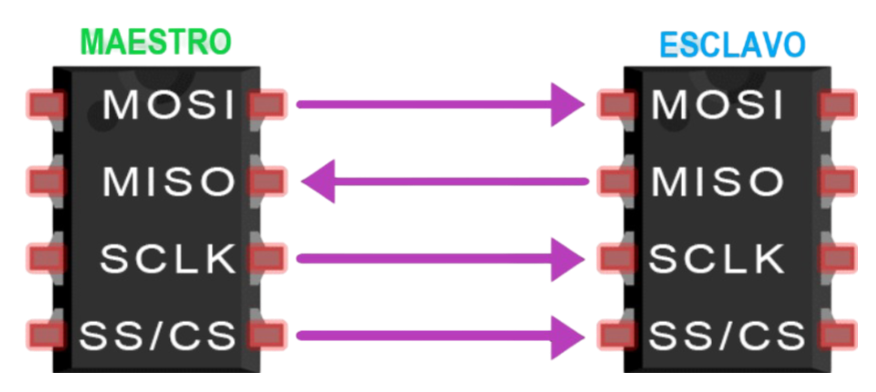 MAESTRO ESCLAVO
MOSI MOSI
MISO MISO
SCLK SCLK
SS/CS SS/CS